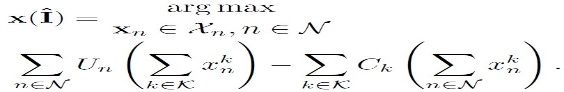 arg max
x(Î) = x_n ∈ 𝒳_n, n ∈ 𝒩
∑_{n∈𝒩} U_n (∑_{k∈𝒦} x_n^k) − ∑_{k∈𝒦} C_k (∑_{n∈𝒩} x_n^k) .